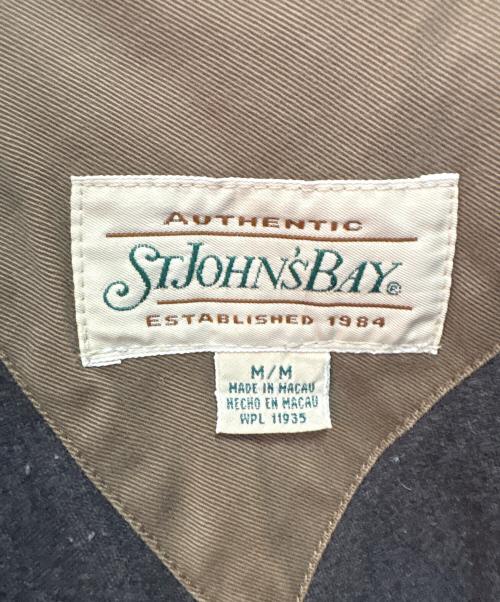 AUTHENTIC
ST. JOHN'S BAY®
ESTABLISHED 1984
M/M
MADE IN MACAU
HECHO EN MACAU
WPL 11935